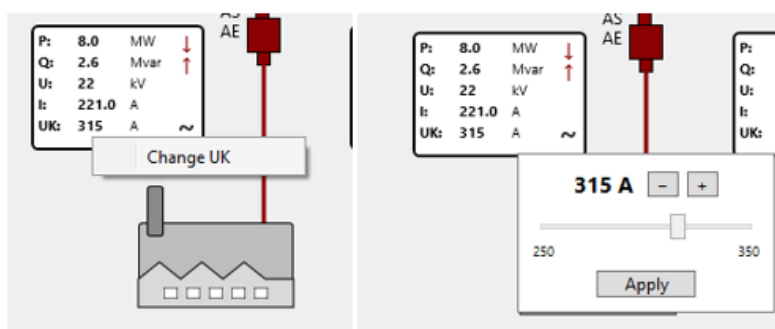 AS
AE
P: 8.0 MW ↓
Q: 2.6 Mvar ↑
U: 22 kV
I: 221.0 A
UK: 315 A ~
Change UK
AS
AE
P: 8.0 MW ↓
Q: 2.6 Mvar ↑
U: 22 kV
I: 221.0 A
UK: 315 A ~
P:
Q:
U:
I:
UK:
315 A - +
250 350
Apply